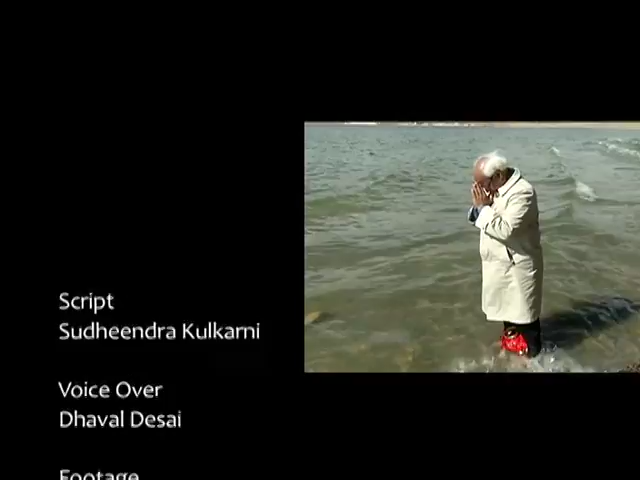 Script
Sudheendra Kulkarni
Voice Over
Dhaval Desai
Footage